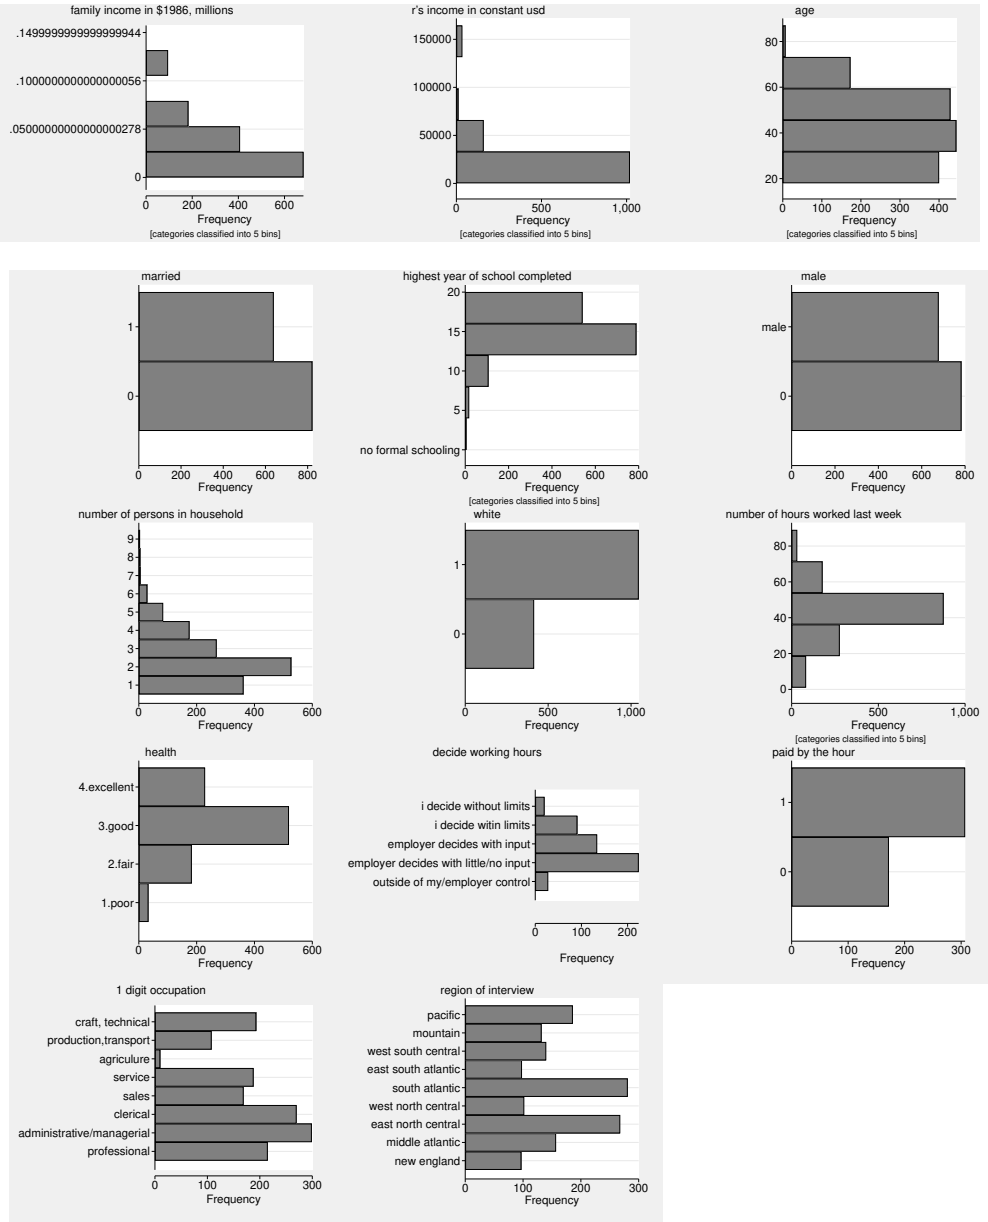 family income in $1986, millions
.1499999999999999944
.1000000000000000056
.05000000000000000278
0
0 200 400 600
Frequency
[categories classified into 5 bins]
r's income in constant usd
150000
100000
50000
0
0 500 1,000
Frequency
[categories classified into 5 bins]
age
80
60
40
20
0 100 200 300 400
Frequency
[categories classified into 5 bins]
married
1
0
0 200 400 600 800
Frequency
highest year of school completed
20
15
10
5
no formal schooling
0 200 400 600 800
Frequency
[categories classified into 5 bins]
male
male
0
0 200 400 600 800
Frequency
number of persons in household
9
8
7
6
5
4
3
2
1
0 200 400 600
Frequency
white
1
0
0 500 1,000
Frequency
number of hours worked last week
80
60
40
20
0
0 500 1,000
Frequency
[categories classified into 5 bins]
health
4.excellent
3.good
2.fair
1.poor
0 200 400 600
Frequency
decide working hours
i decide without limits
i decide witin limits
employer decides with input
employer decides with little/no input
outside of my/employer control
0 100 200
Frequency
paid by the hour
1
0
0 100 200 300
Frequency
1 digit occupation
craft, technical
production,transport
agriculure
service
sales
clerical
administrative/managerial
professional
0 100 200 300
Frequency
region of interview
pacific
mountain
west south central
east south atlantic
south atlantic
west north central
east north central
middle atlantic
new england
0 100 200 300
Frequency